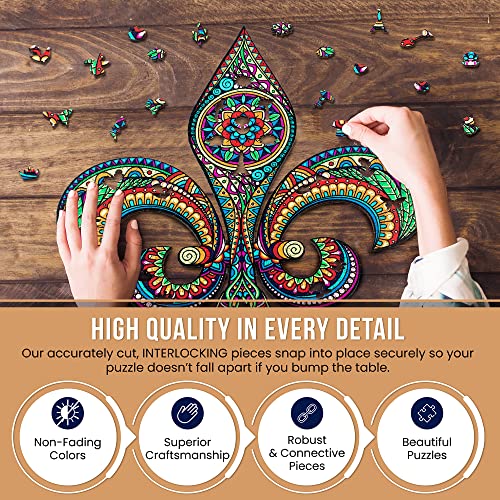 HIGH QUALITY IN EVERY DETAIL
Our accurately cut, INTERLOCKING pieces snap into place securely so your
puzzle doesn't fall apart if you bump the table.
Non-Fading
Colors
Superior
Craftsmanship
Robust
& Connective
Pieces
Beautiful
Puzzles